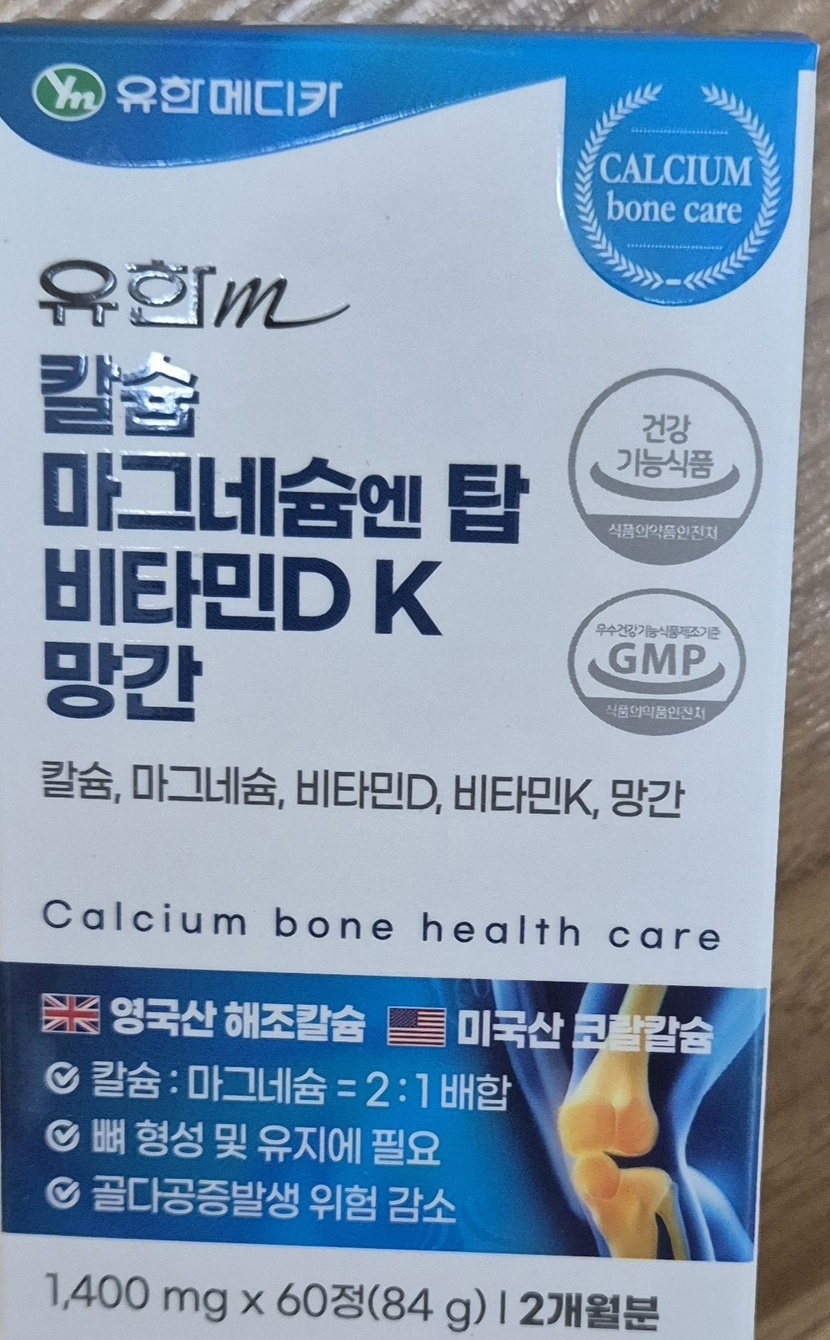 Ym 유한메디카
CALCIUM
bone care
유한m
칼슘
마그네슘엔 탑
비타민D K
망간
건강
기능식품
식품의약품안전처
우수건강기능식품제조기준
GMP
식품의약품안전처
칼슘, 마그네슘, 비타민D, 비타민K, 망간
Calcium bone health care
영국산 해조칼슘 미국산 코랄칼슘
칼슘 : 마그네슘 = 2 : 1 배합
뼈 형성 및 유지에 필요
골다공증발생 위험 감소
1,400 mg x 60정(84 g) | 2개월분